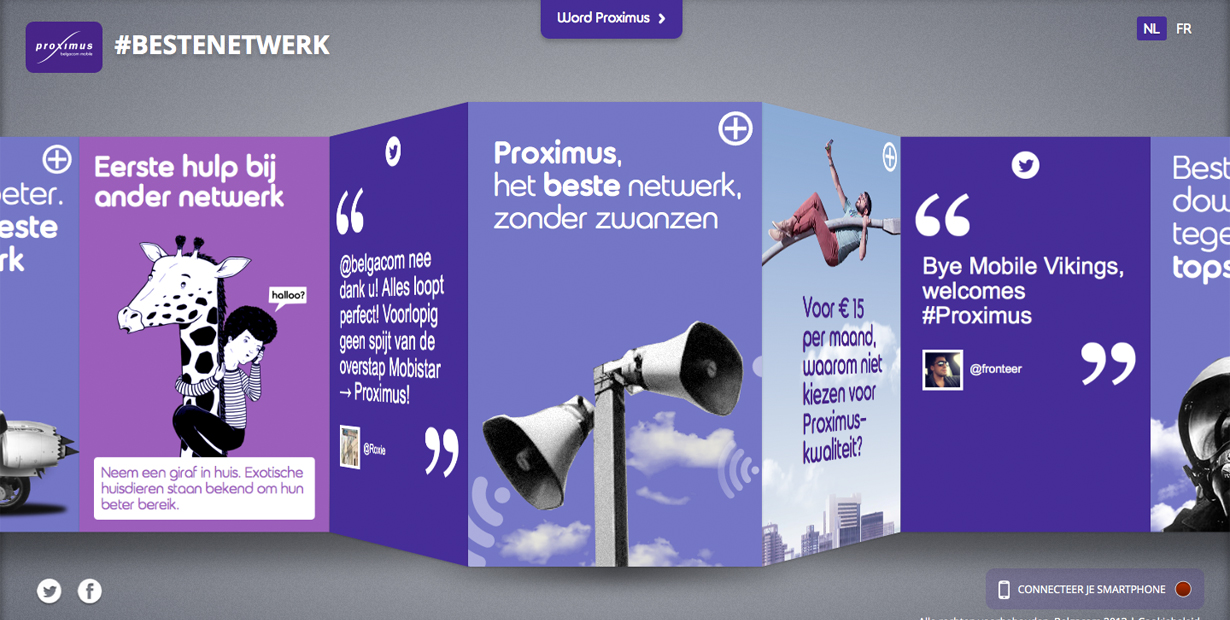 Word Proximus
proximus
belgacom mobile
#BESTENETWERK
NL FR
eter.
este
rk
Eerste hulp bij
ander netwerk
halloo?
Neem een giraf in huis. Exotische
huisdieren staan bekend om hun
beter bereik.
@belgacom nee
dank u! Alles loopt
perfect! Voorlopig
geen spijt van de
overstap Mobistar
→ Proximus!
@Roxie
Proximus,
het beste netwerk,
zonder zwanzen
Voor € 15
per maand,
waarom niet
kiezen voor
Proximus-
kwaliteit?
Bye Mobile Vikings,
welcomes
#Proximus
@fronteer
Best
dow
tege
tops
CONNECTEER JE SMARTPHONE